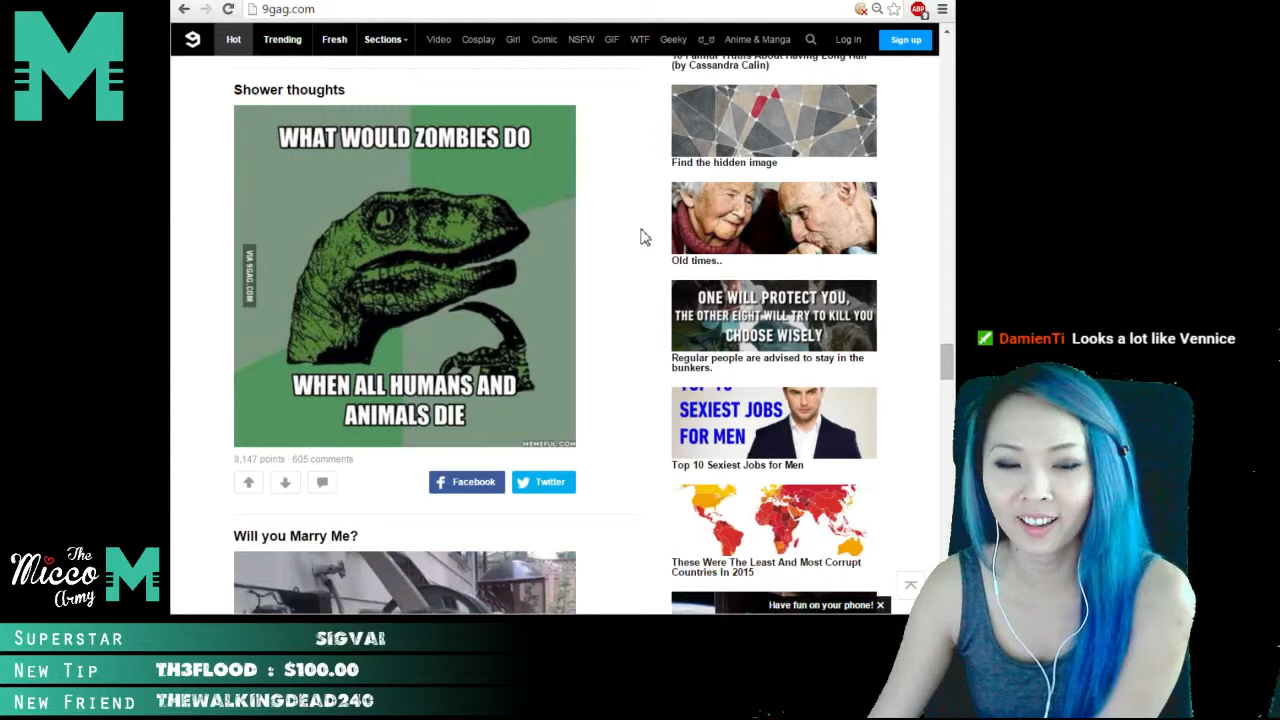 M
9gag.com
ABP
9
Hot
Trending
Fresh
Sections
Video
Cosplay
Girl
Comic
NSFW
GIF
WTF
Geeky
ಠ_ಠ
Anime & Manga
Log in
Sign up
(by Cassandra Calin)
Shower thoughts
WHAT WOULD ZOMBIES DO
VIA 9GAG.COM
WHEN ALL HUMANS AND
ANIMALS DIE
MEMEFUL.COM
8,147 points · 605 comments
Facebook
Twitter
Will you Marry Me?
Find the hidden image
Old times..
ONE WILL PROTECT YOU,
THE OTHER EIGHT WILL TRY TO KILL YOU
CHOOSE WISELY
Regular people are advised to stay in the
bunkers.
TOP 10
SEXIEST JOBS
FOR MEN
Top 10 Sexiest Jobs for Men
These Were The Least And Most Corrupt
Countries In 2015
Have fun on your phone!
DamienTi Looks a lot like Vennice
The
Micco
Army
M
Superstar SIGVAI
New Tip TH3FLOOD : $100.00
New Friend THEWALKINGDEAD240